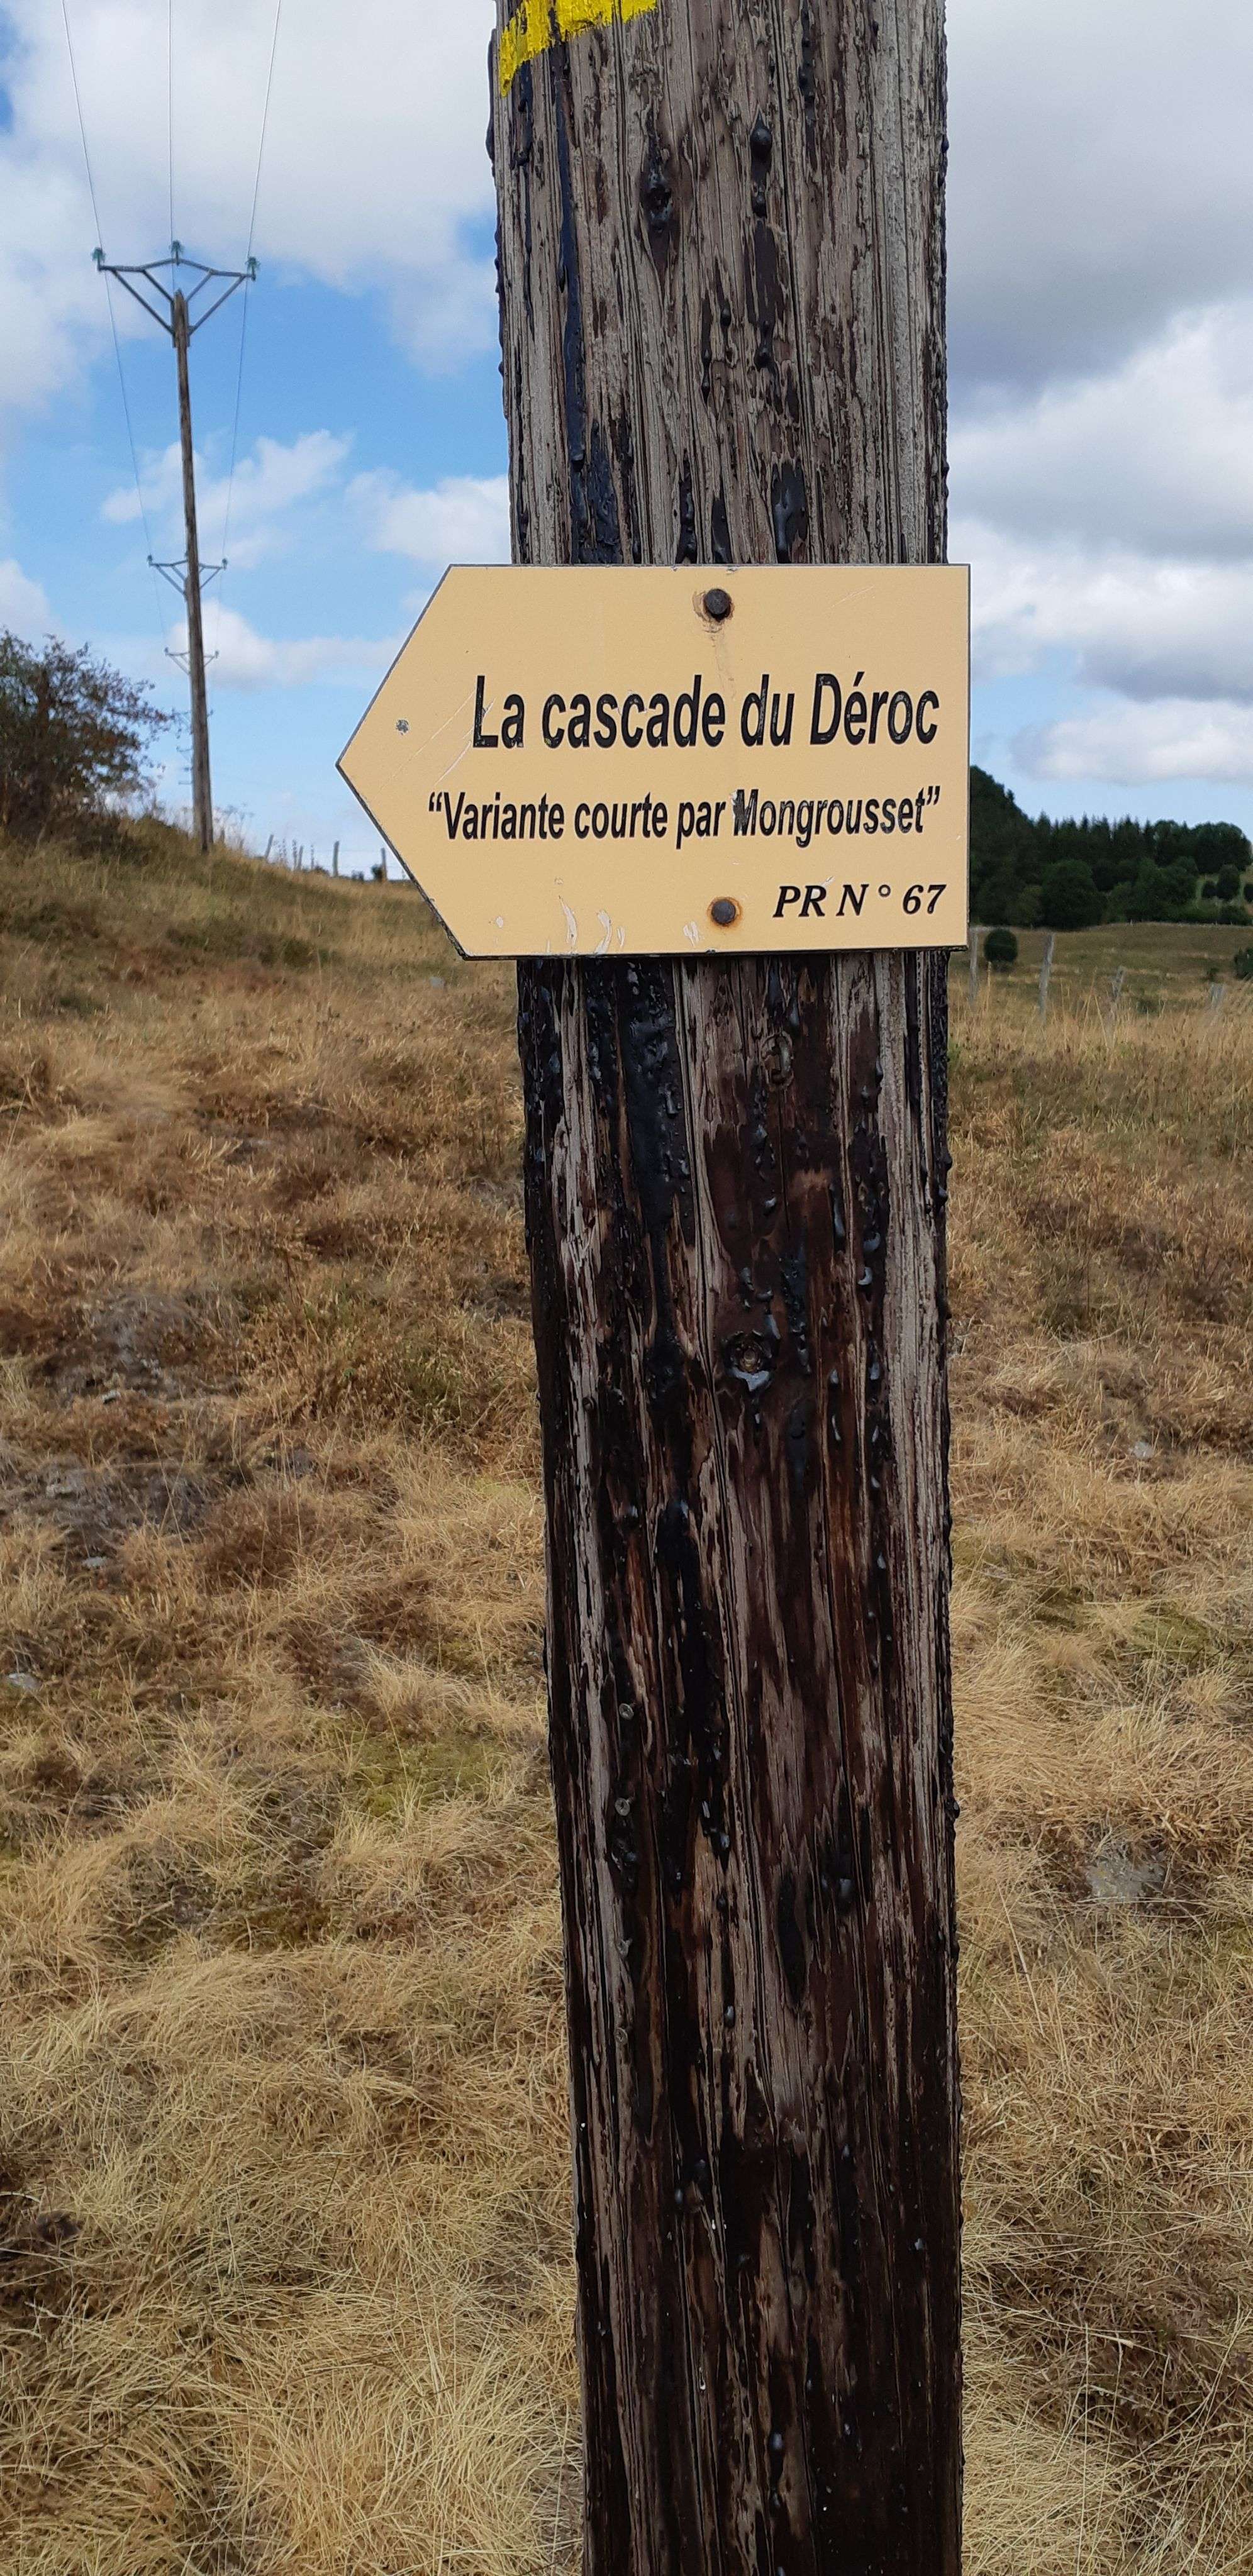 La cascade du Déroc
“Variante courte par Mongrousset”
PR N° 67